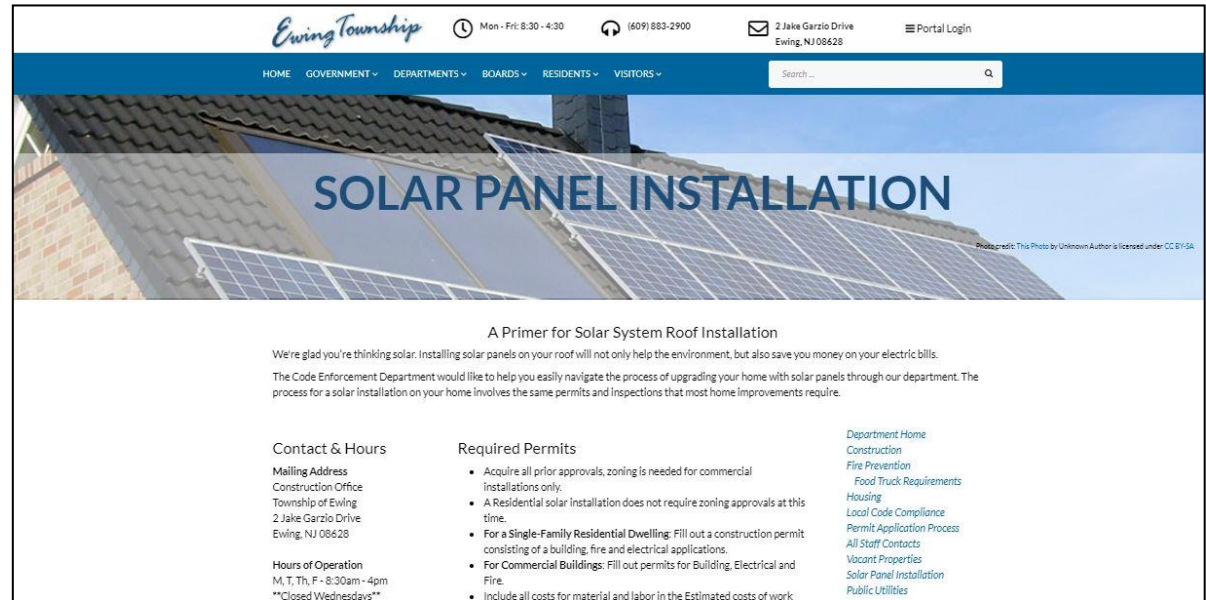 Ewing Township
Mon - Fri: 8:30 - 4:30
(609) 883-2900
2 Jake Garzio Drive
Ewing, NJ 08628
Portal Login
HOME GOVERNMENT DEPARTMENTS BOARDS RESIDENTS VISITORS
Search ...
SOLAR PANEL INSTALLATION
Photo credit: This Photo by Unknown Author is licensed under CC BY-SA
A Primer for Solar System Roof Installation
We're glad you're thinking solar. Installing solar panels on your roof will not only help the environment, but also save you money on your electric bills.
The Code Enforcement Department would like to help you easily navigate the process of upgrading your home with solar panels through our department. The
process for a solar installation on your home involves the same permits and inspections that most home improvements require.
Contact & Hours
Mailing Address
Construction Office
Township of Ewing
2 Jake Garzio Drive
Ewing, NJ 08628
Hours of Operation
M, T, Th, F - 8:30am - 4pm
**Closed Wednesdays**
Required Permits
• Acquire all prior approvals, zoning is needed for commercial
installations only.
• A Residential solar installation does not require zoning approvals at this
time.
• For a Single-Family Residential Dwelling: Fill out a construction permit
consisting of a building, fire and electrical applications.
• For Commercial Buildings: Fill out permits for Building, Electrical and
Fire.
• Include all costs for material and labor in the Estimated costs of work
Department Home
Construction
Fire Prevention
Food Truck Requirements
Housing
Local Code Compliance
Permit Application Process
All Staff Contacts
Vacant Properties
Solar Panel Installation
Public Utilities